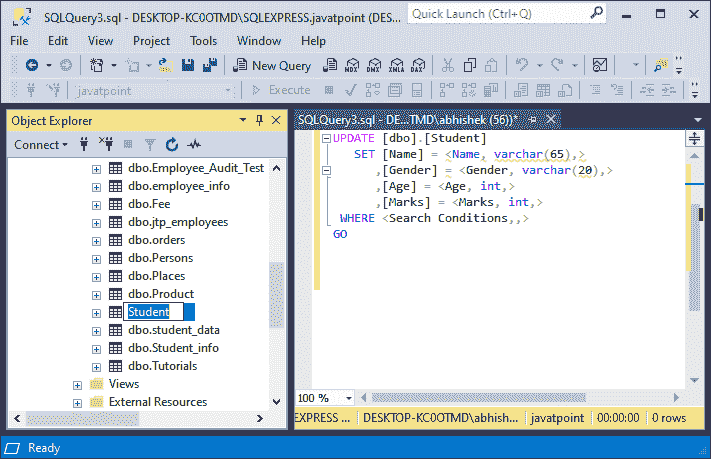 SQLQuery3.sql - DESKTOP-KC0OTMD\SQLEXPRESS.javatpoint (DES...
Quick Launch (Ctrl+Q)
File Edit View Project Tools Window Help
New Query MDX DMX XMLA DAX
javatpoint Execute
Object Explorer
Connect
dbo.Employee_Audit_Test
dbo.employee_info
dbo.Fee
dbo.jtp_employees
dbo.orders
dbo.Persons
dbo.Places
dbo.Product
Student
dbo.student_data
dbo.Student_info
dbo.Tutorials
Views
External Resources
SQLQuery3.sql - DE...TMD\abhishek (56))*
UPDATE [dbo].[Student]
SET [Name] = <Name, varchar(65),>
,[Gender] = <Gender, varchar(20),>
,[Age] = <Age, int,>
,[Marks] = <Marks, int,>
WHERE <Search Conditions,,>
GO
100 %
EXPRESS ... DESKTOP-KC0OTMD\abhish... javatpoint 00:00:00 0 rows
Ready